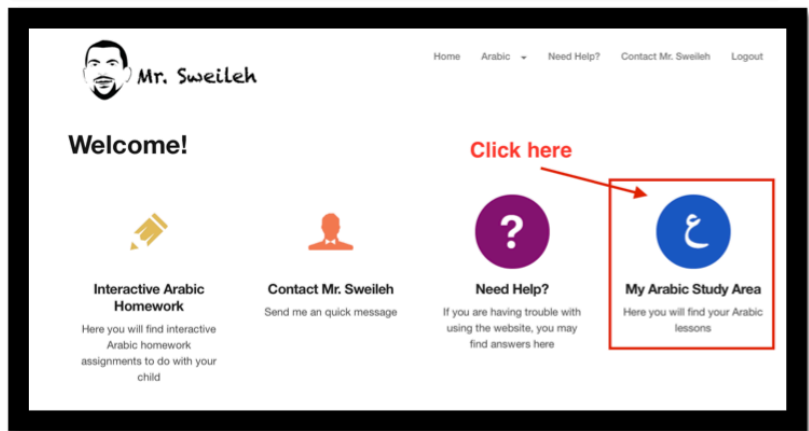 Mr. Sweileh
Home Arabic Need Help? Contact Mr. Sweileh Logout
Welcome!
Click here
?
ع
Interactive Arabic
Homework
Here you will find interactive
Arabic homework
assignments to do with your
child
Contact Mr. Sweileh
Send me an quick message
Need Help?
If you are having trouble with
using the website, you may
find answers here
My Arabic Study Area
Here you will find your Arabic
lessons